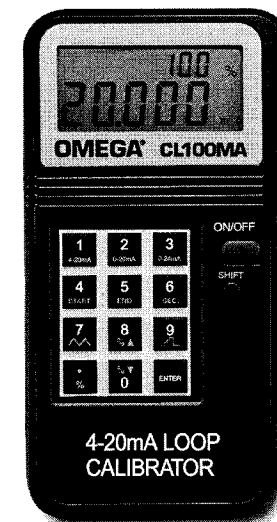 100 %
20.000
OMEGA® CL100MA
ON/OFF
SHIFT
1 2 3
4-20mA 0-20mA 0-24mA
4 5 6
START END SEC.
7 8 9
% ▲
• % ▼
% 0 ENTER
4-20mA LOOP
CALIBRATOR